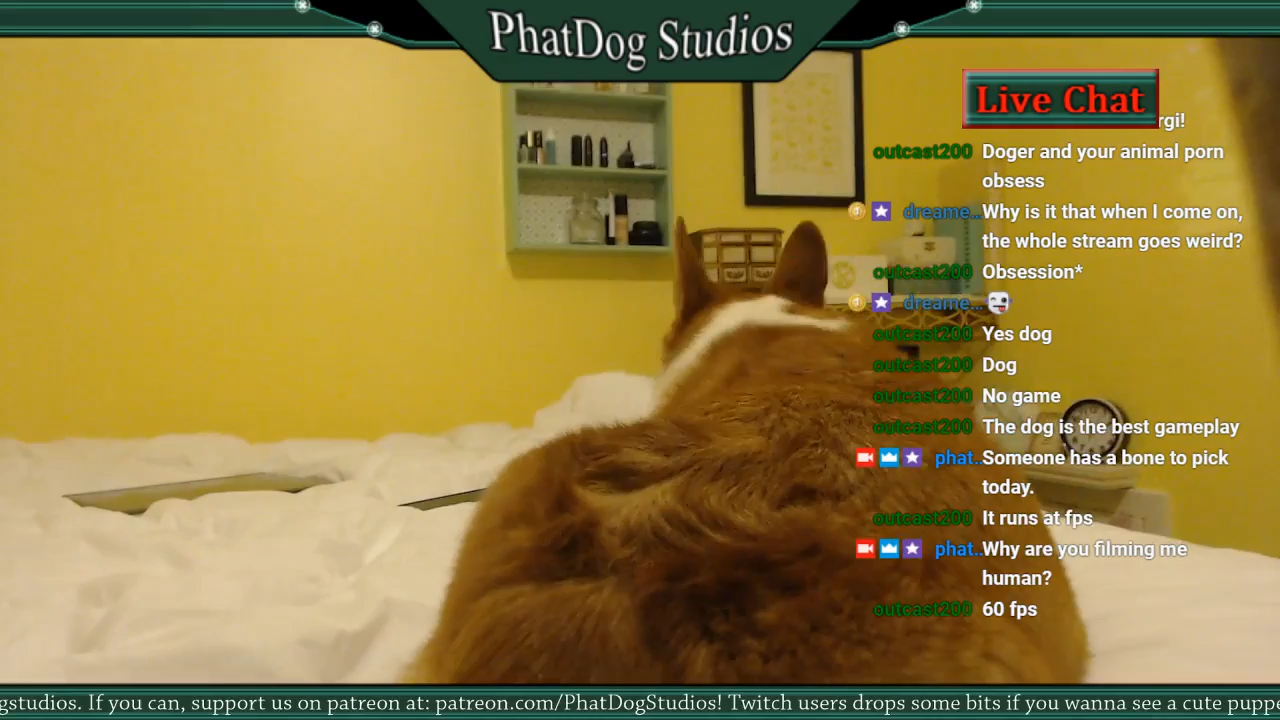 PhatDog Studios
Live Chat
rgi!
outcast200 Doger and your animal porn
obsess
dreame... Why is it that when I come on,
the whole stream goes weird?
outcast200 Obsession*
dreame...
outcast200 Yes dog
outcast200 Dog
outcast200 No game
outcast200 The dog is the best gameplay
phat.. Someone has a bone to pick
today.
outcast200 It runs at fps
phat.. Why are you filming me
human?
outcast200 60 fps
gstudios. If you can, support us on patreon at: patreon.com/PhatDogStudios! Twitch users drops some bits if you wanna see a cute puppe